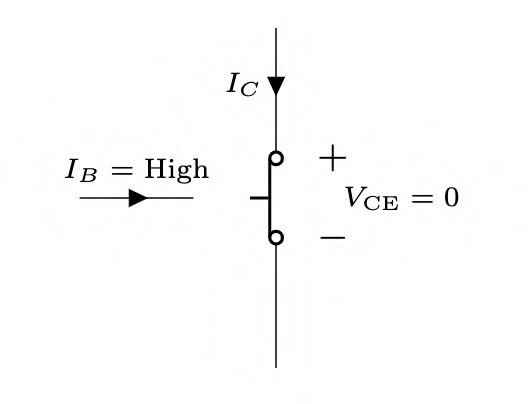 I_C
+
I_B = High
V_CE = 0
−